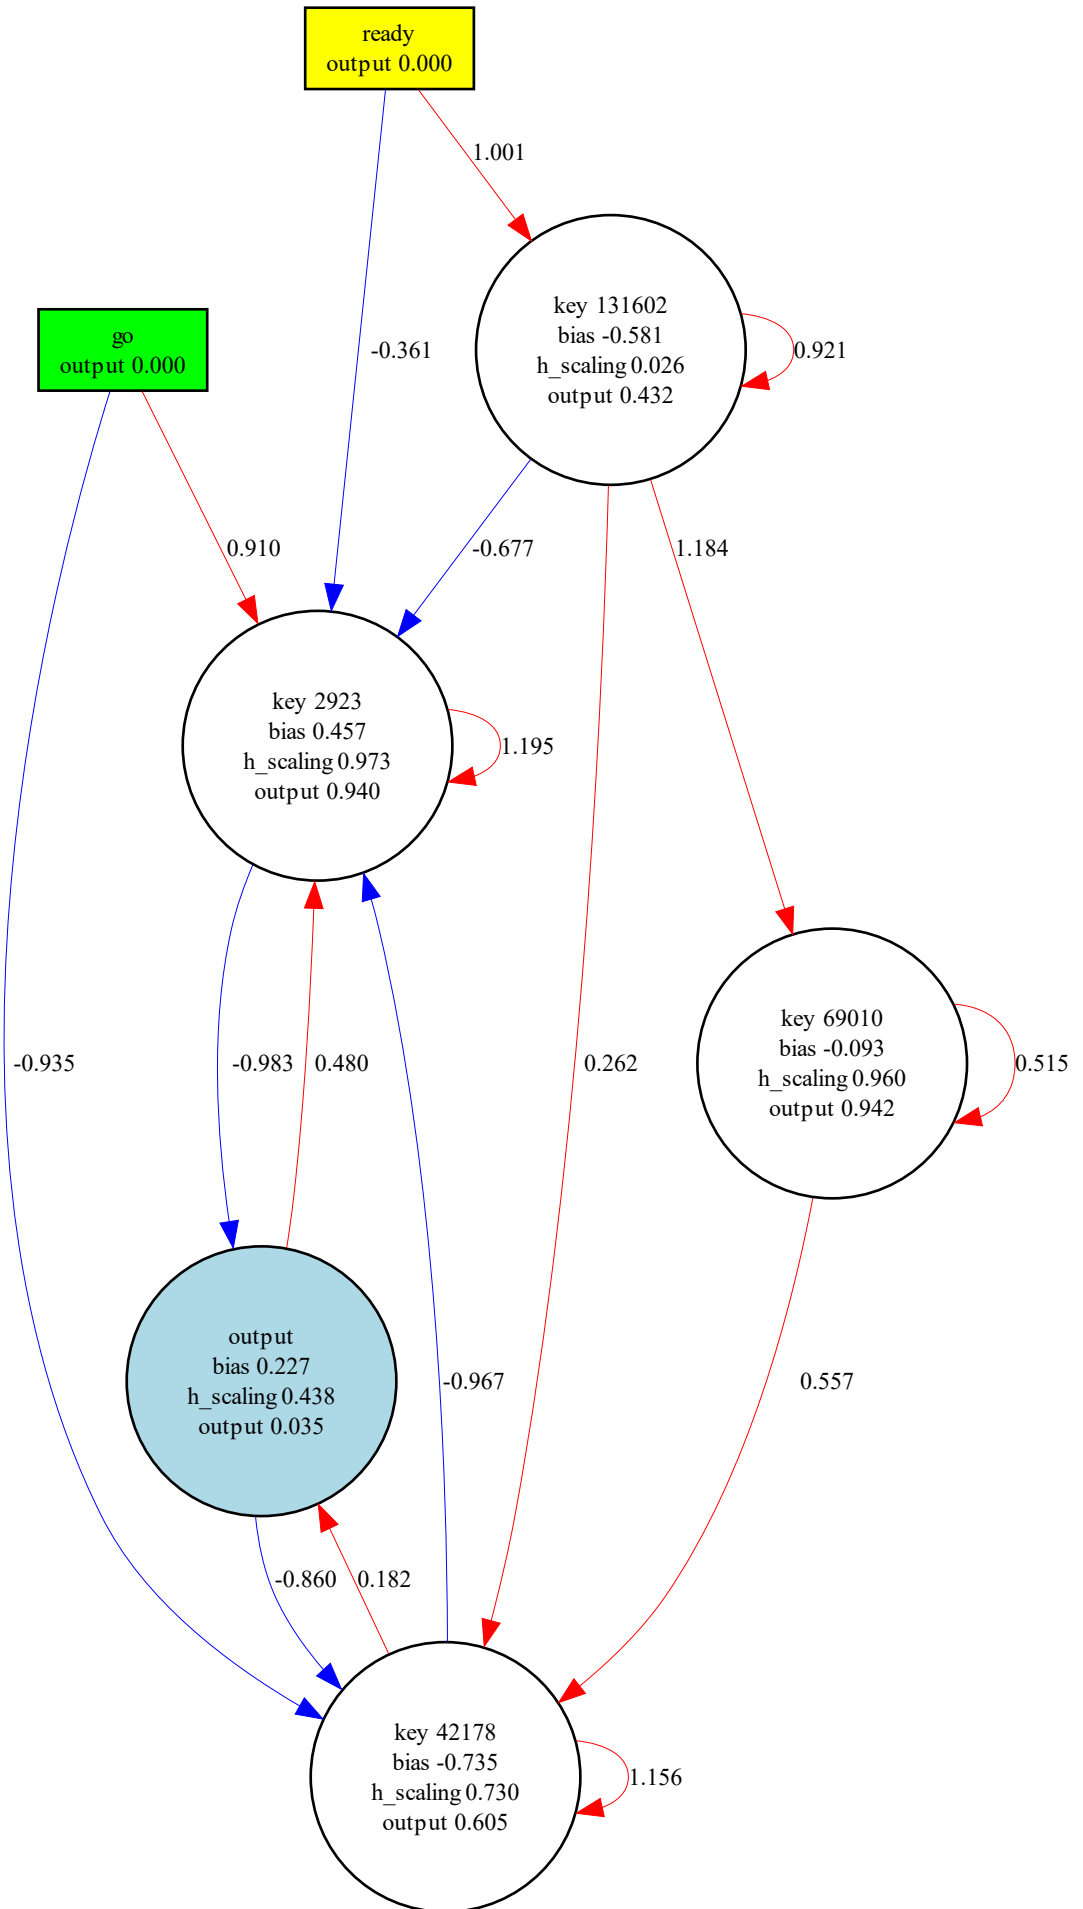 ready
output 0.000
1.001
key 131602
bias -0.581
h_scaling 0.026
output 0.432
0.921
go
output 0.000
-0.361
0.910
-0.677
1.184
key 2923
bias 0.457
h_scaling 0.973
output 0.940
1.195
key 69010
bias -0.093
h_scaling 0.960
output 0.942
0.515
-0.935
-0.983
0.480
0.262
output
bias 0.227
h_scaling 0.438
output 0.035
-0.967
0.557
-0.860
0.182
key 42178
bias -0.735
h_scaling 0.730
output 0.605
1.156